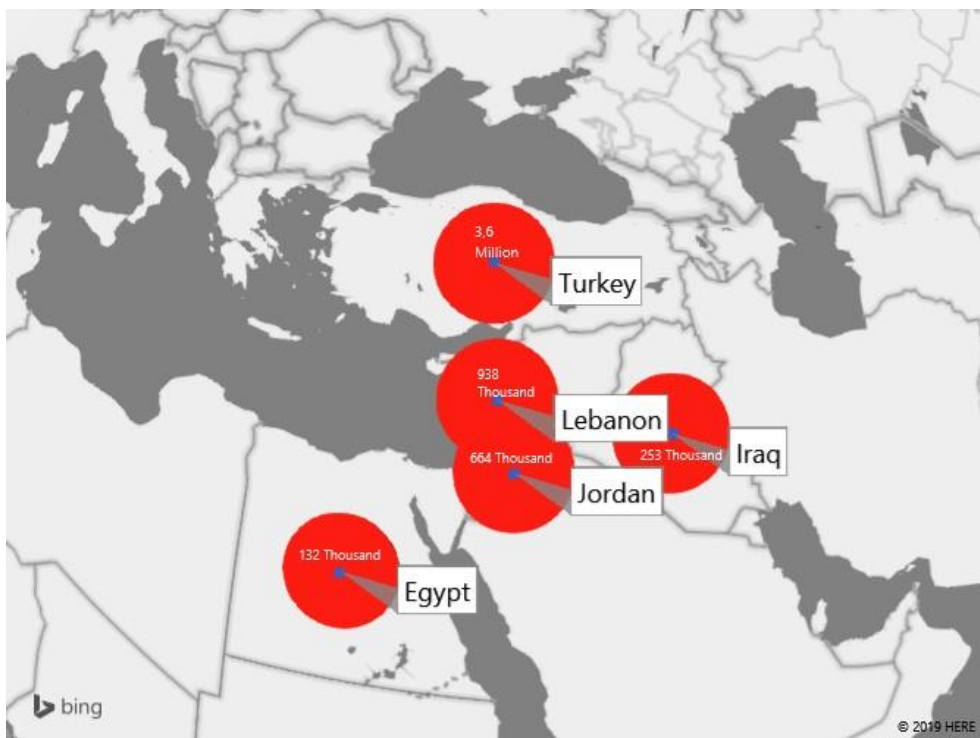 3,6
Million
Turkey
938
Thousand
Lebanon
253 Thousand
Iraq
664 Thousand
Jordan
132 Thousand
Egypt
bing
© 2019 HERE